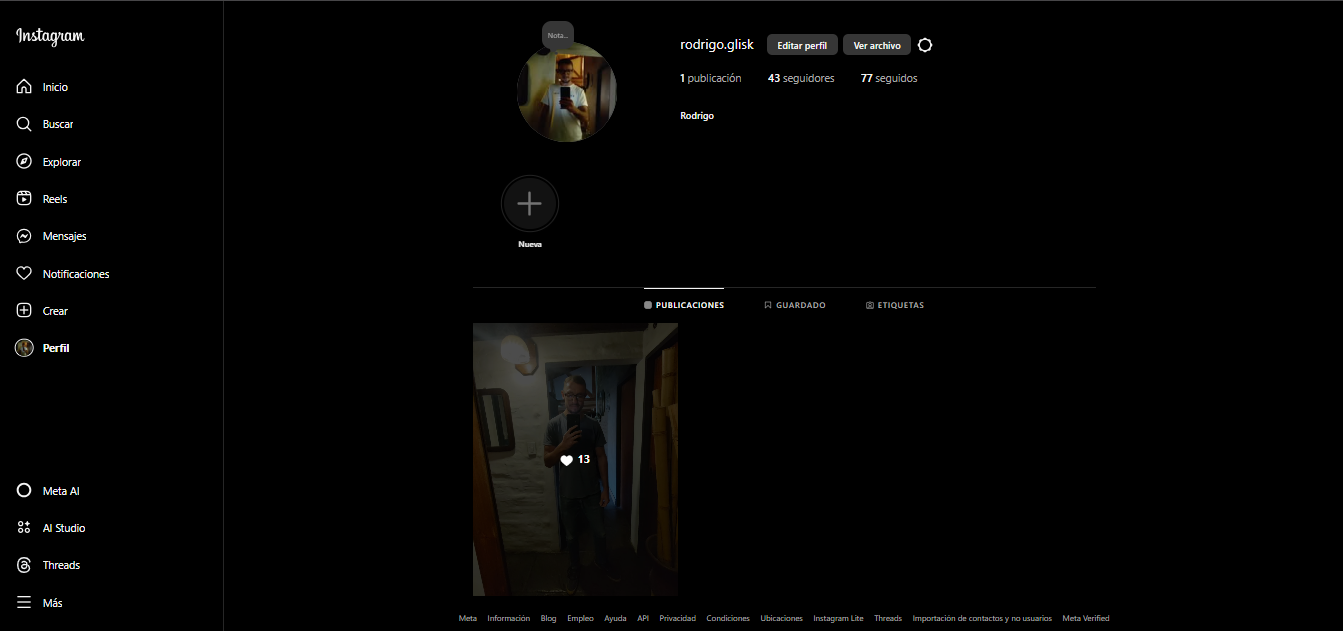 Instagram
Inicio
Buscar
Explorar
Reels
Mensajes
Notificaciones
Crear
Perfil
Meta AI
AI Studio
Threads
Más
Nota...
rodrigo.glisk Editar perfil Ver archivo
1 publicación 43 seguidores 77 seguidos
Rodrigo
Nueva
PUBLICACIONES GUARDADO ETIQUETAS
13
Meta Información Blog Empleo Ayuda API Privacidad Condiciones Ubicaciones Instagram Lite Threads Importación de contactos y no usuarios Meta Verified